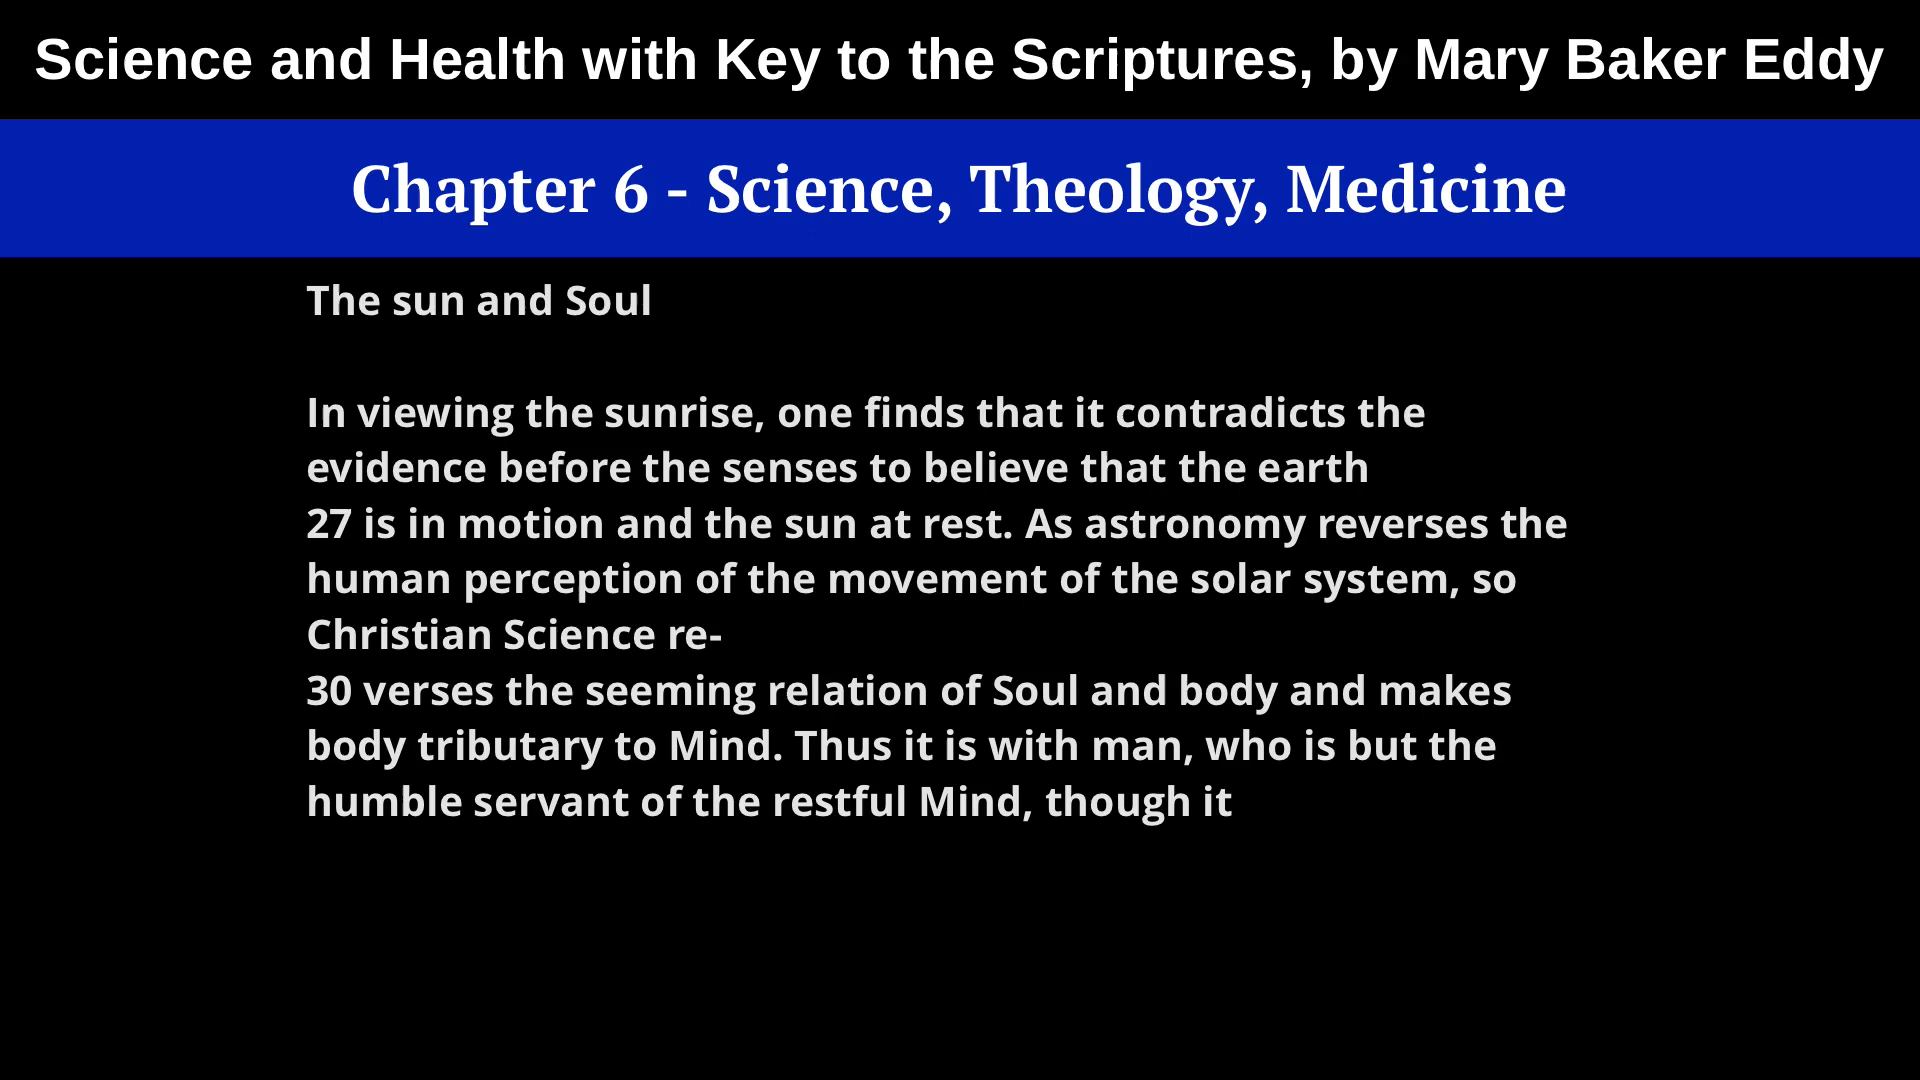 Science and Health with Key to the Scriptures, by Mary Baker Eddy
Chapter 6 - Science, Theology, Medicine
The sun and Soul
In viewing the sunrise, one finds that it contradicts the
evidence before the senses to believe that the earth
27 is in motion and the sun at rest. As astronomy reverses the
human perception of the movement of the solar system, so
Christian Science re-
30 verses the seeming relation of Soul and body and makes
body tributary to Mind. Thus it is with man, who is but the
humble servant of the restful Mind, though it